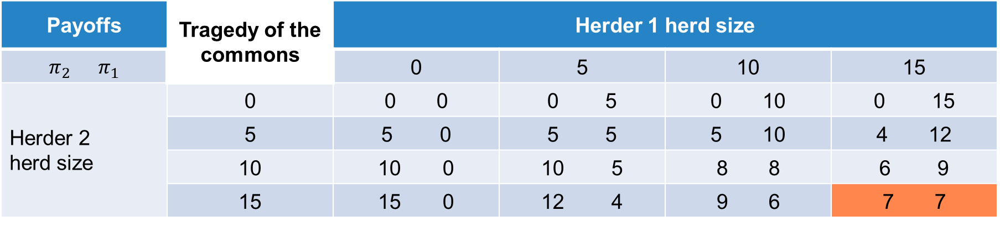 Payoffs Tragedy of the commons Herder 1 herd size
π₂ π₁ 0 5 10 15
Herder 2 herd size
0 0 0 0 5 0 10 0 15
5 5 0 5 5 5 10 4 12
10 10 0 10 5 8 8 6 9
15 15 0 12 4 9 6 7 7